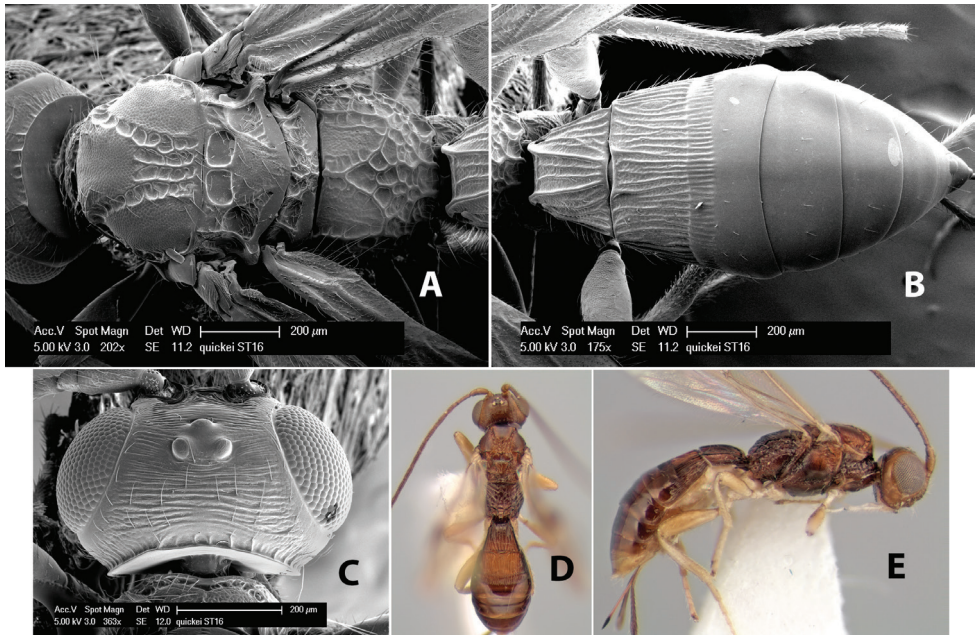 A
Acc.V Spot Magn Det WD 200 µm
5.00 kV 3.0 202x SE 11.2 quickei ST16
B
Acc.V Spot Magn Det WD 200 µm
5.00 kV 3.0 175x SE 11.2 quickei ST16
C
Acc.V Spot Magn Det WD 200 µm
5.00 kV 3.0 363x SE 12.0 quickei ST16
D
E